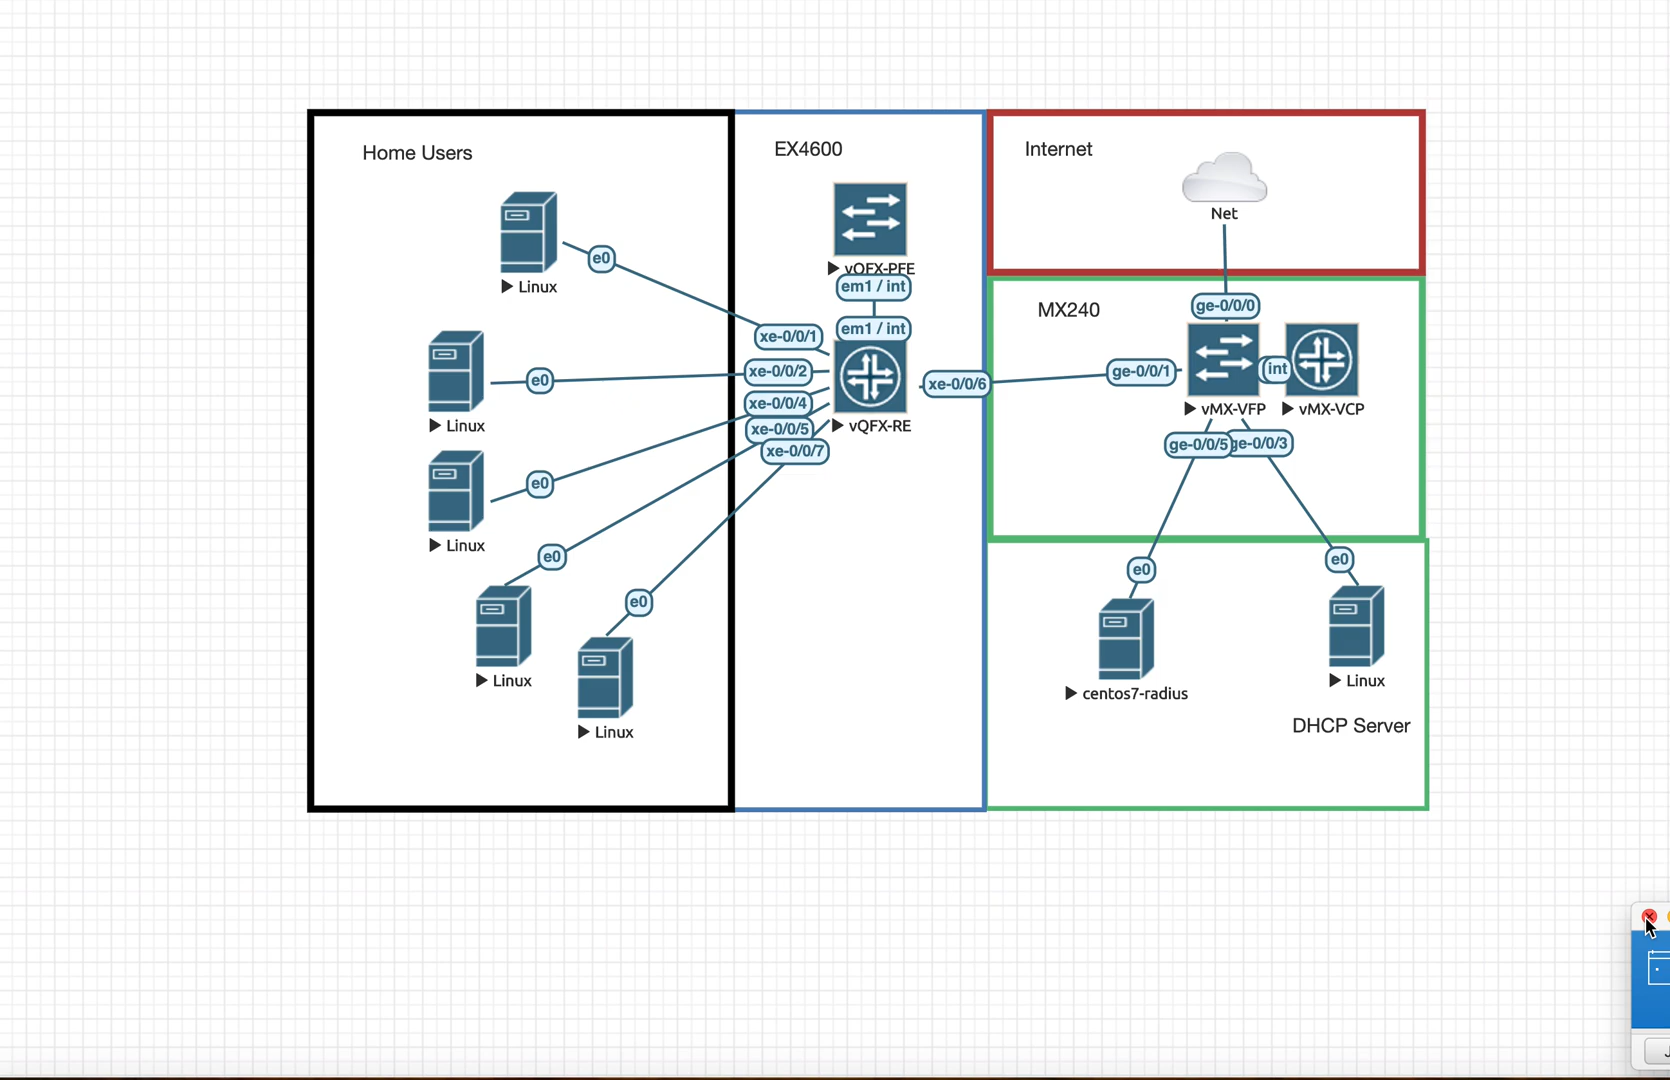 Home Users
EX4600
Internet
Net
Linux
e0
vQFX-PFE
em1 / int
em1 / int
MX240
ge-0/0/0
xe-0/0/1
Linux
e0
xe-0/0/2
xe-0/0/4
xe-0/0/5
xe-0/0/7
vQFX-RE
xe-0/0/6
ge-0/0/1
int
vMX-VFP
vMX-VCP
ge-0/0/5
ge-0/0/3
Linux
e0
Linux
e0
Linux
e0
e0
centos7-radius
e0
Linux
DHCP Server